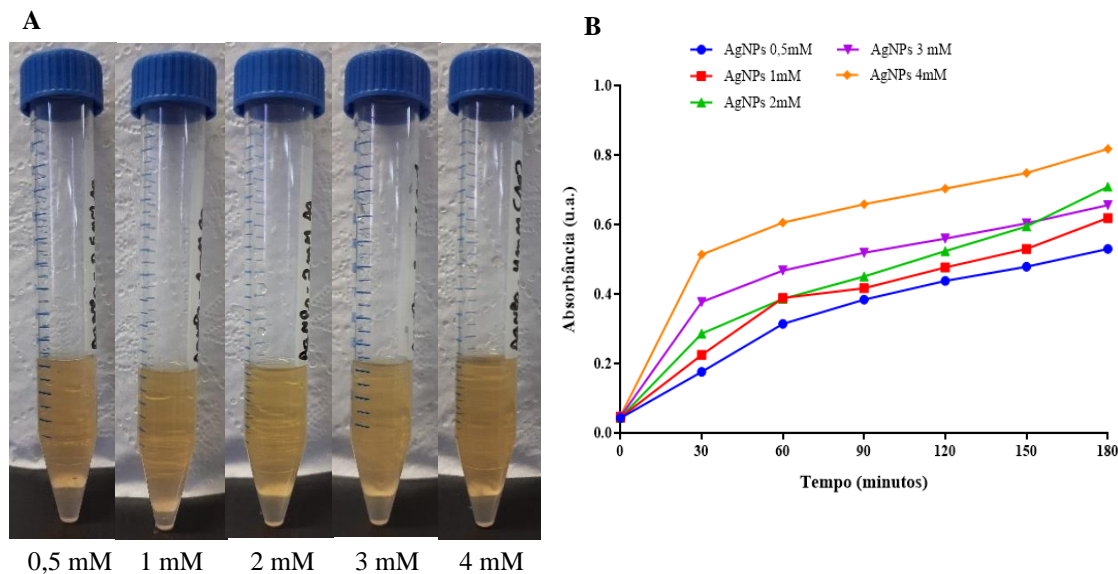 A
0,5 mM 1 mM 2 mM 3 mM 4 mM
B
AgNPs 0,5mM
AgNPs 1mM
AgNPs 2mM
AgNPs 3 mM
AgNPs 4mM
Absorbância (u.a.)
1.0
0.8
0.6
0.4
0.2
0.0
0 30 60 90 120 150 180
Tempo (minutos)